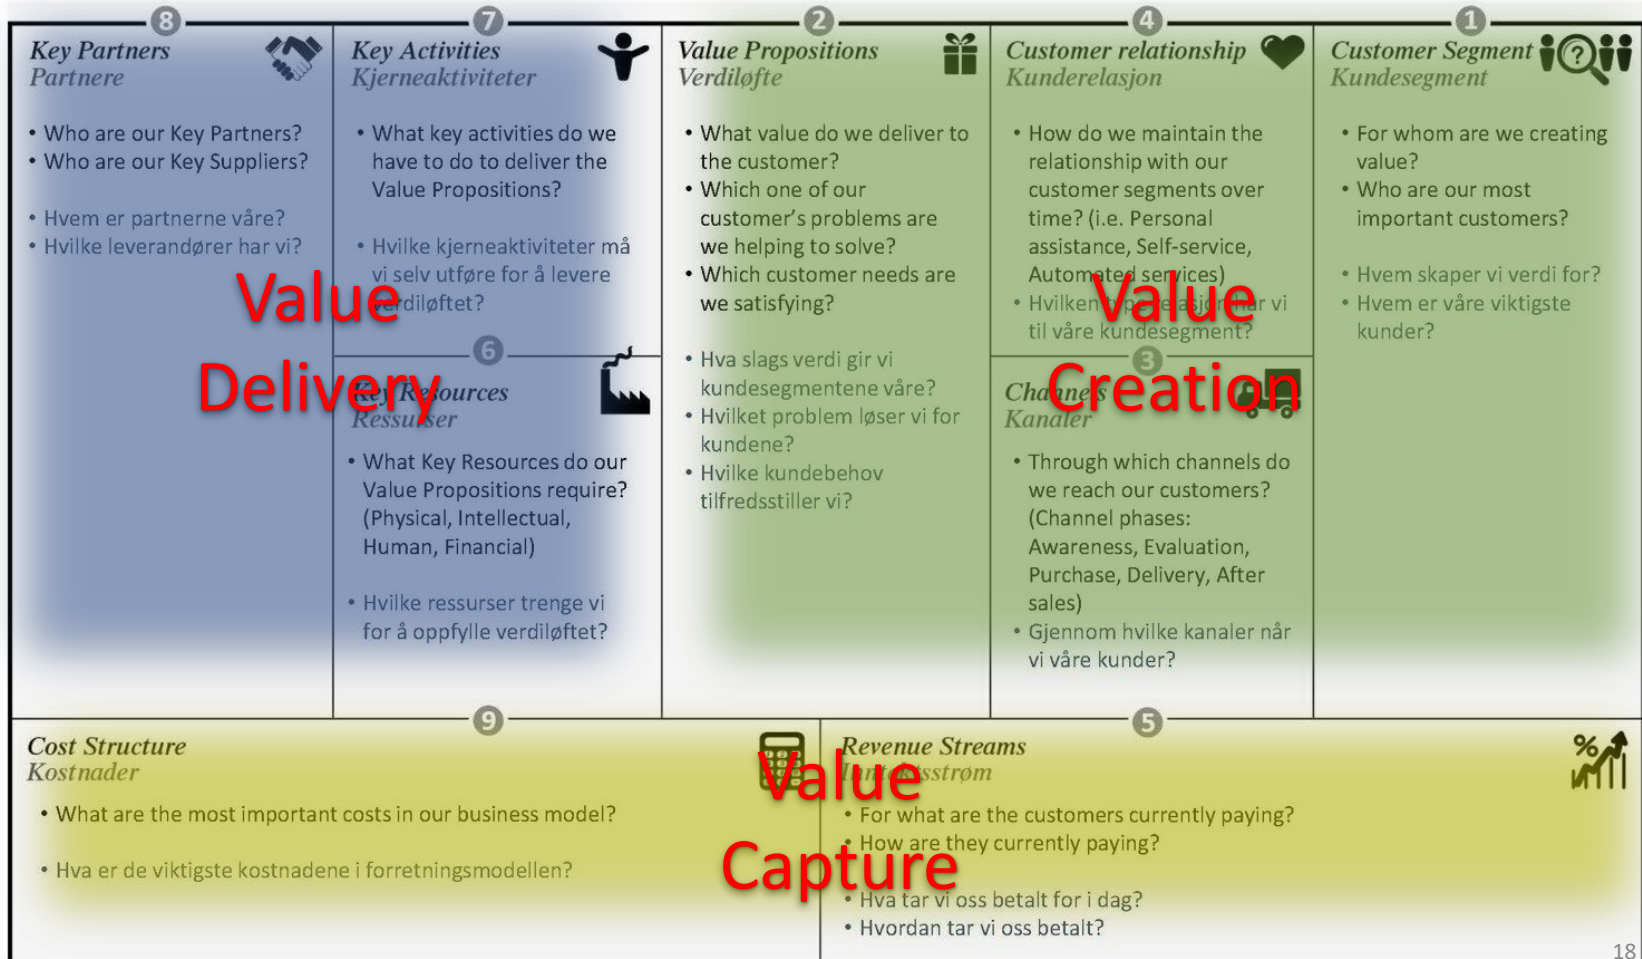 8
Key Partners
Partnere
• Who are our Key Partners?
• Who are our Key Suppliers?
• Hvem er partnerne våre?
• Hvilke leverandører har vi?
7
Key Activities
Kjerneaktiviteter
• What key activities do we
have to do to deliver the
Value Propositions?
• Hvilke kjerneaktiviteter må
vi selv utføre for å levere
verdiløftet?
6
Key Resources
Ressurser
• What Key Resources do our
Value Propositions require?
(Physical, Intellectual,
Human, Financial)
• Hvilke ressurser trenge vi
for å oppfylle verdiløftet?
Value
Delivery
2
Value Propositions
Verdiløfte
• What value do we deliver to
the customer?
• Which one of our
customer's problems are
we helping to solve?
• Which customer needs are
we satisfying?
• Hva slags verdi gir vi
kundesegmentene våre?
• Hvilket problem løser vi for
kundene?
• Hvilke kundebehov
tilfredsstiller vi?
4
Customer relationship
Kunderelasjon
• How do we maintain the
relationship with our
customer segments over
time? (i.e. Personal
assistance, Self-service,
Automated services)
• Hvilken type relasjon har vi
til våre kundesegment?
3
Channels
Kanaler
• Through which channels do
we reach our customers?
(Channel phases:
Awareness, Evaluation,
Purchase, Delivery, After
sales)
• Gjennom hvilke kanaler når
vi våre kunder?
Value
Creation
1
Customer Segment
Kundesegment
• For whom are we creating
value?
• Who are our most
important customers?
• Hvem skaper vi verdi for?
• Hvem er våre viktigste
kunder?
9
Cost Structure
Kostnader
• What are the most important costs in our business model?
• Hva er de viktigste kostnadene i forretningsmodellen?
5
Revenue Streams
Inntektsstrøm
%
• For what are the customers currently paying?
• How are they currently paying?
• Hva tar vi oss betalt for i dag?
• Hvordan tar vi oss betalt?
Value
Capture
18